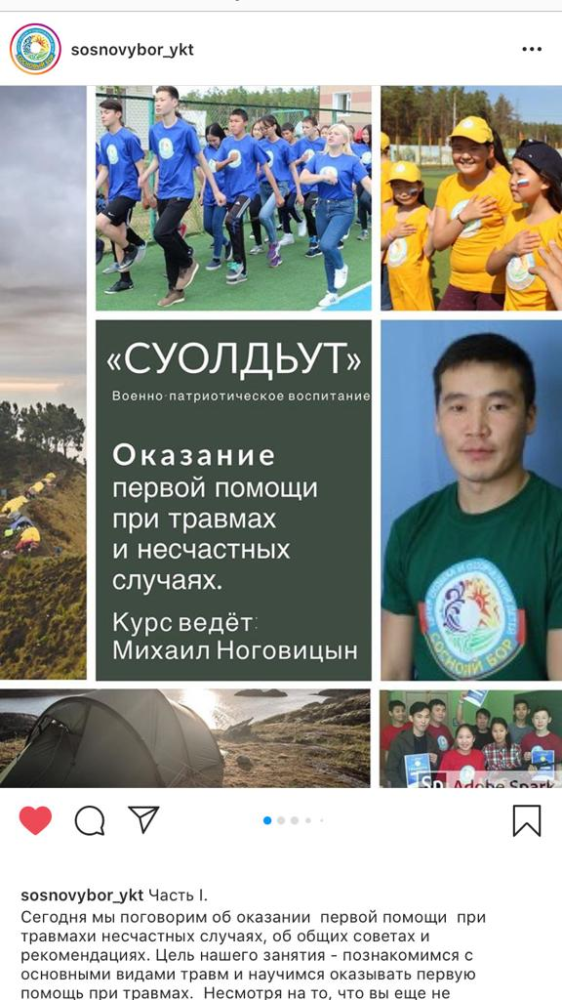 sosnovybor_ykt
«СУОЛДЬУТ»
Военно-патриотическое воспитание
Оказание
первой помощи
при травмах
и несчастных
случаях.
Курс ведёт:
Михаил Ноговицын
СОСНОВЫЙ БОР
Adobe Spark
sosnovybor_ykt Часть I.
Сегодня мы поговорим об оказании  первой помощи  при
травмахи несчастных случаях, об общих советах и
рекомендациях. Цель нашего занятия - познакомимся с
основными видами травм и научимся оказывать первую
помощь при травмах.  Несмотря на то, что вы еще не